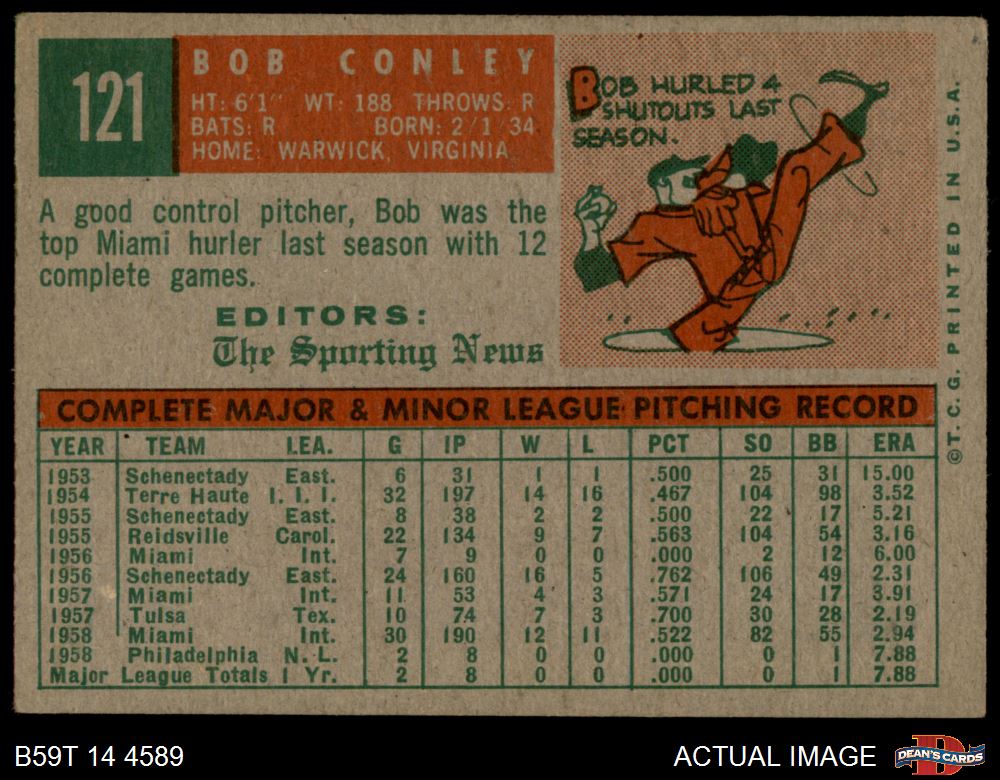 121
BOB CONLEY
HT: 6'1" WT: 188 THROWS: R
BATS: R BORN: 2/1/34
HOME: WARWICK, VIRGINIA
BOB HURLED 4
SHUTOUTS LAST
SEASON.
A good control pitcher, Bob was the
top Miami hurler last season with 12
complete games.
EDITORS:
The Sporting News
COMPLETE MAJOR & MINOR LEAGUE PITCHING RECORD
YEAR TEAM LEA. G IP W L PCT SO BB ERA
1953 Schenectady East. 6 31 1 1 .500 25 31 15.00
1954 Terre Haute I. I. I. 32 197 14 16 .467 104 98 3.52
1955 Schenectady East. 8 38 2 2 .500 22 17 5.21
1955 Reidsville Carol. 22 134 9 7 .563 104 54 3.16
1956 Miami Int. 7 9 0 0 .000 2 12 6.00
1956 Schenectady East. 24 160 16 5 .762 106 49 2.31
1957 Miami Int. 11 53 4 3 .571 24 17 3.91
1957 Tulsa Tex. 10 74 7 3 .700 30 28 2.19
1958 Miami Int. 30 190 12 11 .522 82 55 2.94
1958 Philadelphia N. L. 2 8 0 0 .000 0 1 7.88
Major League Totals 1 Yr. 2 8 0 0 .000 0 1 7.88
©T. C. G. PRINTED IN U.S.A.
B59T 14 4589
ACTUAL IMAGE
D
DEAN'S CARDS